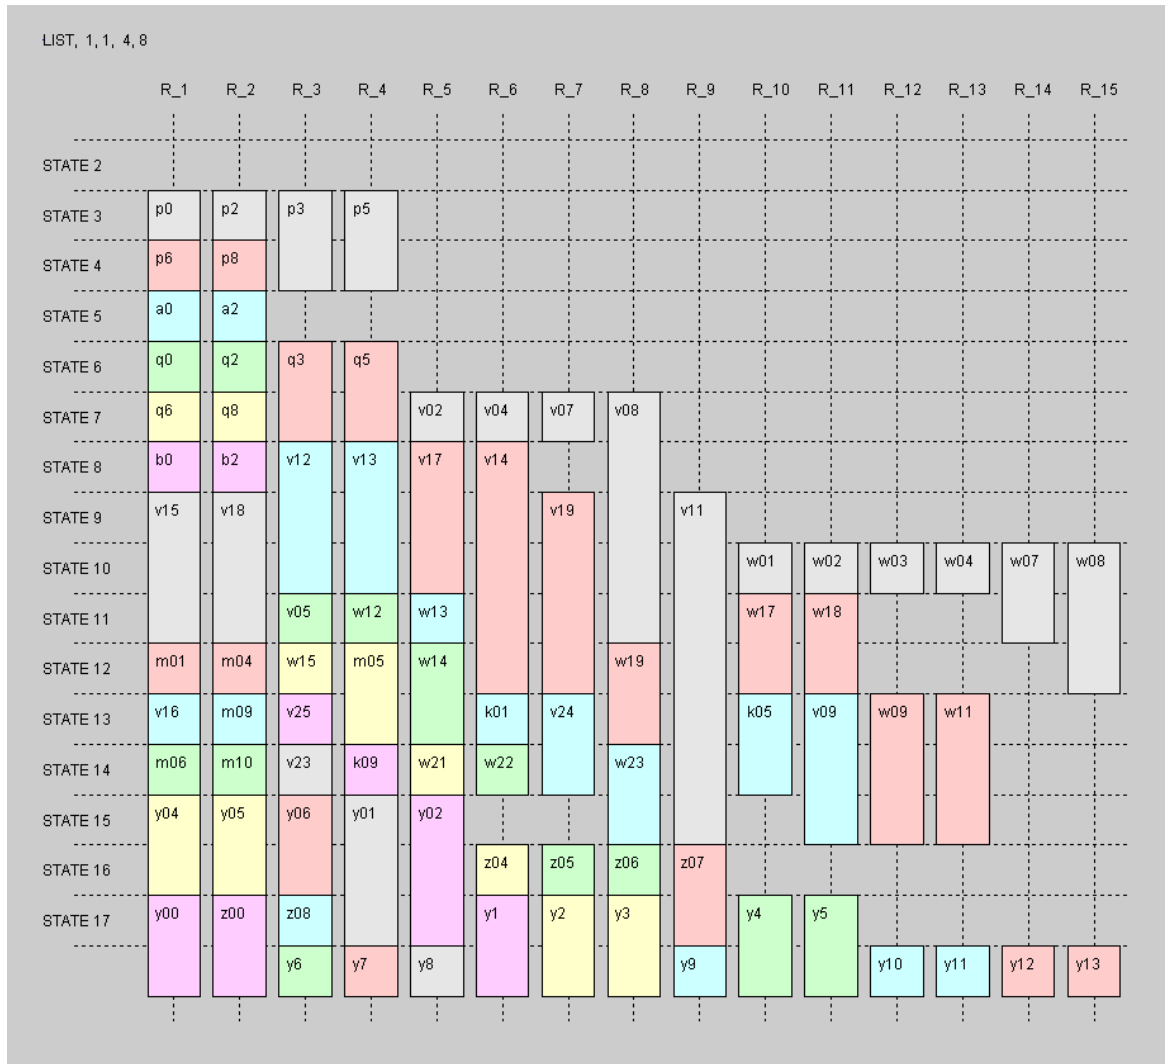 LIST, 1, 1, 4, 8
R_1 R_2 R_3 R_4 R_5 R_6 R_7 R_8 R_9 R_10 R_11 R_12 R_13 R_14 R_15
STATE 2
STATE 3 p0 p2 p3 p5
STATE 4 p6 p8
STATE 5 a0 a2
STATE 6 q0 q2 q3 q5
STATE 7 q6 q8 v02 v04 v07 v08
STATE 8 b0 b2 v12 v13 v17 v14
STATE 9 v15 v18 v19 v11
STATE 10 w01 w02 w03 w04 w07 w08
STATE 11 v05 w12 w13 w17 w18
STATE 12 m01 m04 w15 m05 w14 w19
STATE 13 v16 m09 v25 k01 v24 k05 v09 w09 w11
STATE 14 m06 m10 v23 k09 w21 w22 w23
STATE 15 y04 y05 y06 y01 y02
STATE 16 z04 z05 z06 z07
STATE 17 y00 z00 z08 y1 y2 y3 y4 y5
y6 y7 y8 y9 y10 y11 y12 y13